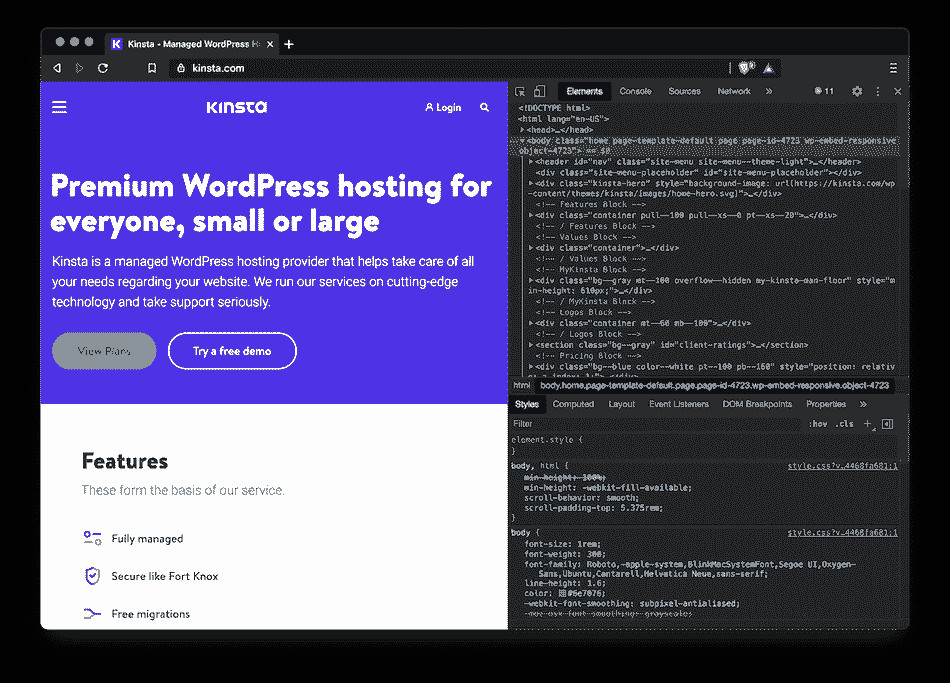 Kinsta - Managed WordPress H
kinsta.com
KINSTA
Login
Premium WordPress hosting for
everyone, small or large
Kinsta is a managed WordPress hosting provider that helps take care of all
your needs regarding your website. We run our services on cutting-edge
technology and take support seriously.
View Plans
Try a free demo
Features
These form the basis of our service.
Fully managed
Secure like Fort Knox
Free migrations
Elements Console Sources Network » 11
<!DOCTYPE html>
<html lang="en-US">
<head>…</head>
<body class="home page-template-default page page-id-4723 wp-embed-responsive
object-4723"> == $0
<header id="nav" class="site-menu site-menu--theme-light">…</header>
<div class="site-menu-placeholder" id="site-menu-placeholder"></div>
<div class="kinsta-hero" style="background-image: url(https://kinsta.com/wp
-content/themes/kinsta/images/home-hero.svg)">…</div>
<!-- Features Block -->
<div class="container pull--100 pull--xs--0 pt--xs--20">…</div>
<!-- / Features Block -->
<!-- Values Block -->
<div class="container">…</div>
<!-- / Values Block -->
<!-- MyKinsta Block -->
<div class="bg--gray mt--100 overflow--hidden my-kinsta-man-floor" style="m
in-height: 610px;">…</div>
<!-- / MyKinsta Block -->
<!-- Logos Block -->
<div class="container mt--60 mb--100">…</div>
<!-- / Logos Block -->
<section class="bg--gray" id="client-ratings">…</section>
<!-- Pricing Block -->
<div class="bg--blue color--white pt--100 pb--160" style="position: relativ
html body.home.page-template-default.page.page-id-4723.wp-embed-responsive.object-4723
Styles Computed Layout Event Listeners DOM Breakpoints Properties »
Filter :hov .cls +
element.style {
}
body, html { style.css?v…4468fa681:1
min-height: 100%;
min-height: -webkit-fill-available;
scroll-behavior: smooth;
scroll-padding-top: 5.375rem;
}
body { style.css?v…4468fa681:1
font-size: 1rem;
font-weight: 300;
font-family: Roboto,-apple-system,BlinkMacSystemFont,Segoe UI,Oxygen-
Sans,Ubuntu,Cantarell,Helvetica Neue,sans-serif;
line-height: 1.6;
color: #6e7076;
-webkit-font-smoothing: subpixel-antialiased;
-moz-osx-font-smoothing: grayscale;